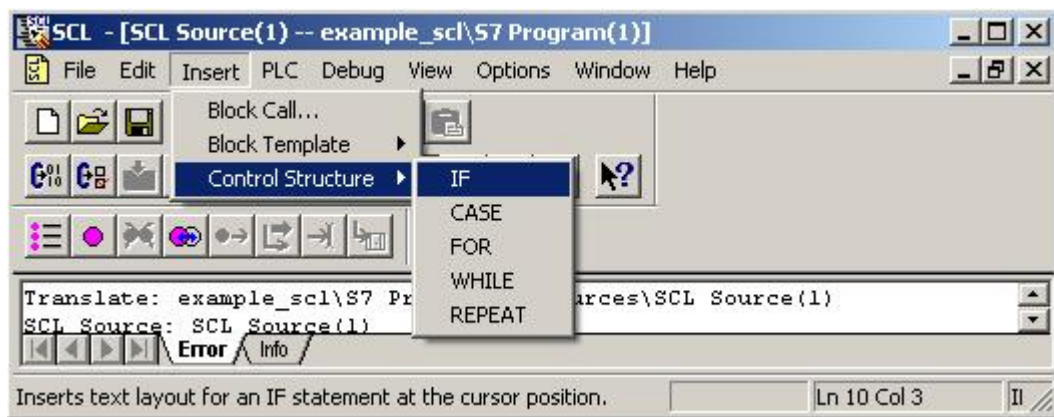 SCL - [SCL Source(1) -- example_scl\S7 Program(1)]
File Edit Insert PLC Debug View Options Window Help
Block Call...
Block Template
Control Structure
IF
CASE
FOR
WHILE
REPEAT
Translate: example_scl\S7 Pr urces\SCL Source(1)
SCL Source: SCL Source(1)
Error Info
Inserts text layout for an IF statement at the cursor position. Ln 10 Col 3